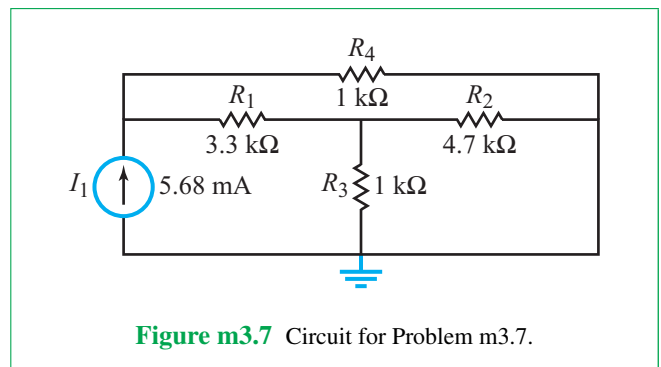 R4
1 kΩ
R1
3.3 kΩ
R2
4.7 kΩ
I1
5.68 mA
R3
1 kΩ
Figure m3.7 Circuit for Problem m3.7.